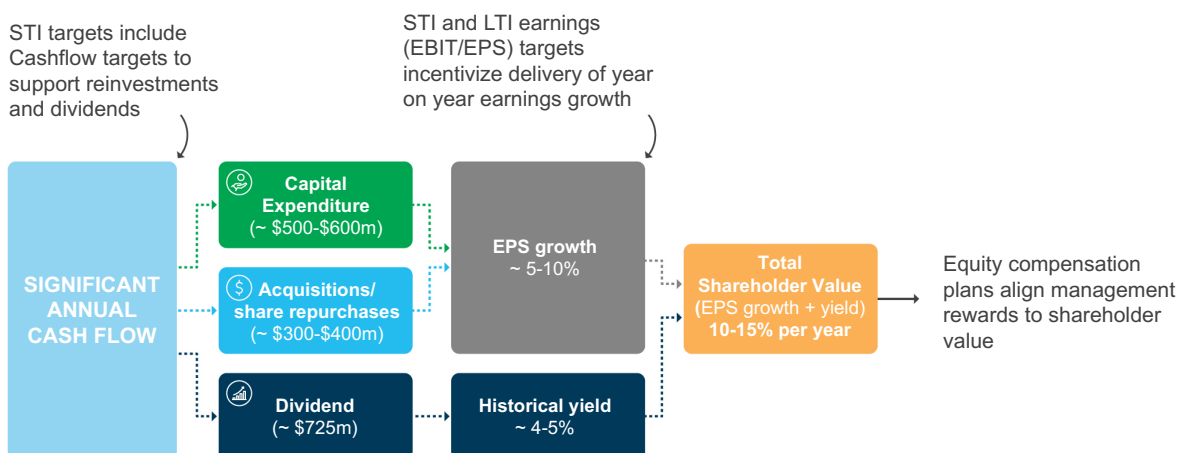 STI targets include
Cashflow targets to
support reinvestments
and dividends
STI and LTI earnings
(EBIT/EPS) targets
incentivize delivery of year
on year earnings growth
SIGNIFICANT
ANNUAL
CASH FLOW
Capital
Expenditure
(~ $500-$600m)
$
Acquisitions/
share repurchases
(~ $300-$400m)
Dividend
(~ $725m)
EPS growth
~ 5-10%
Historical yield
~ 4-5%
Total
Shareholder Value
(EPS growth + yield)
10-15% per year
Equity compensation
plans align management
rewards to shareholder
value